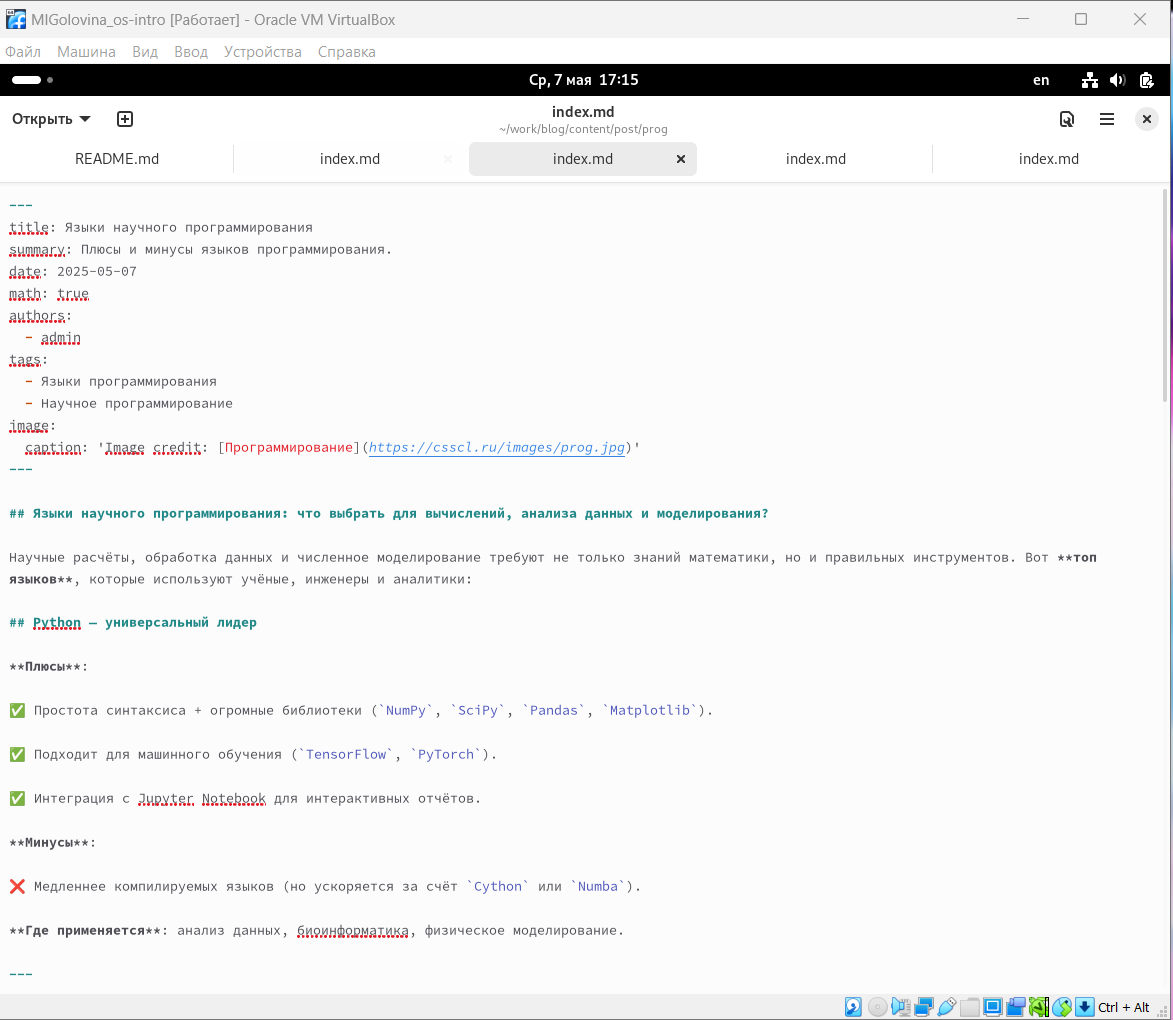 MIGolovina_os-intro [Работает] - Oracle VM VirtualBox
Файл Машина Вид Ввод Устройства Справка
Ср, 7 мая 17:15
en
Открыть
index.md
~/work/blog/content/post/prog
README.md
index.md
index.md
index.md
index.md
---
title: Языки научного программирования
summary: Плюсы и минусы языков программирования.
date: 2025-05-07
math: true
authors:
  - admin
tags:
  - Языки программирования
  - Научное программирование
image:
  caption: 'Image credit: [Программирование](https://csscl.ru/images/prog.jpg)'
---
## Языки научного программирования: что выбрать для вычислений, анализа данных и моделирования?
Научные расчёты, обработка данных и численное моделирование требуют не только знаний математики, но и правильных инструментов. Вот **топ
языков**, которые используют учёные, инженеры и аналитики:
## Python — универсальный лидер
**Плюсы**:
✅ Простота синтаксиса + огромные библиотеки (`NumPy`, `SciPy`, `Pandas`, `Matplotlib`).
✅ Подходит для машинного обучения (`TensorFlow`, `PyTorch`).
✅ Интеграция с Jupyter Notebook для интерактивных отчётов.
**Минусы**:
❌ Медленнее компилируемых языков (но ускоряется за счёт `Cython` или `Numba`).
**Где применяется**: анализ данных, биоинформатика, физическое моделирование.
---
Ctrl + Alt